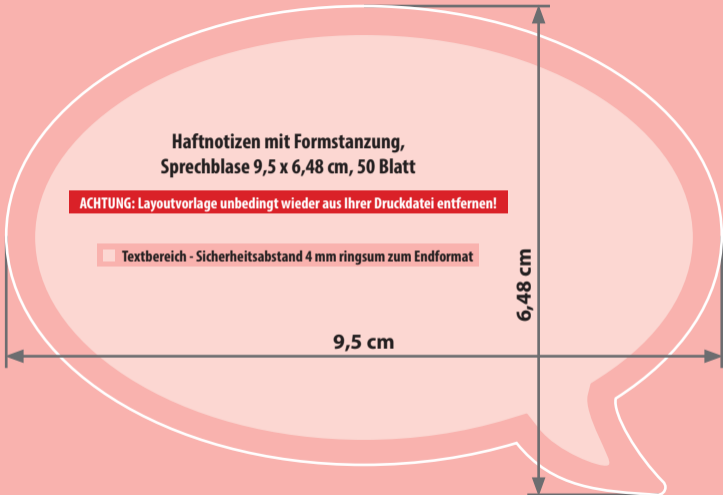 Haftnotizen mit Formstanzung,
Sprechblase 9,5 x 6,48 cm, 50 Blatt
ACHTUNG: Layoutvorlage unbedingt wieder aus Ihrer Druckdatei entfernen!
Textbereich - Sicherheitsabstand 4 mm ringsum zum Endformat
6,48 cm
9,5 cm